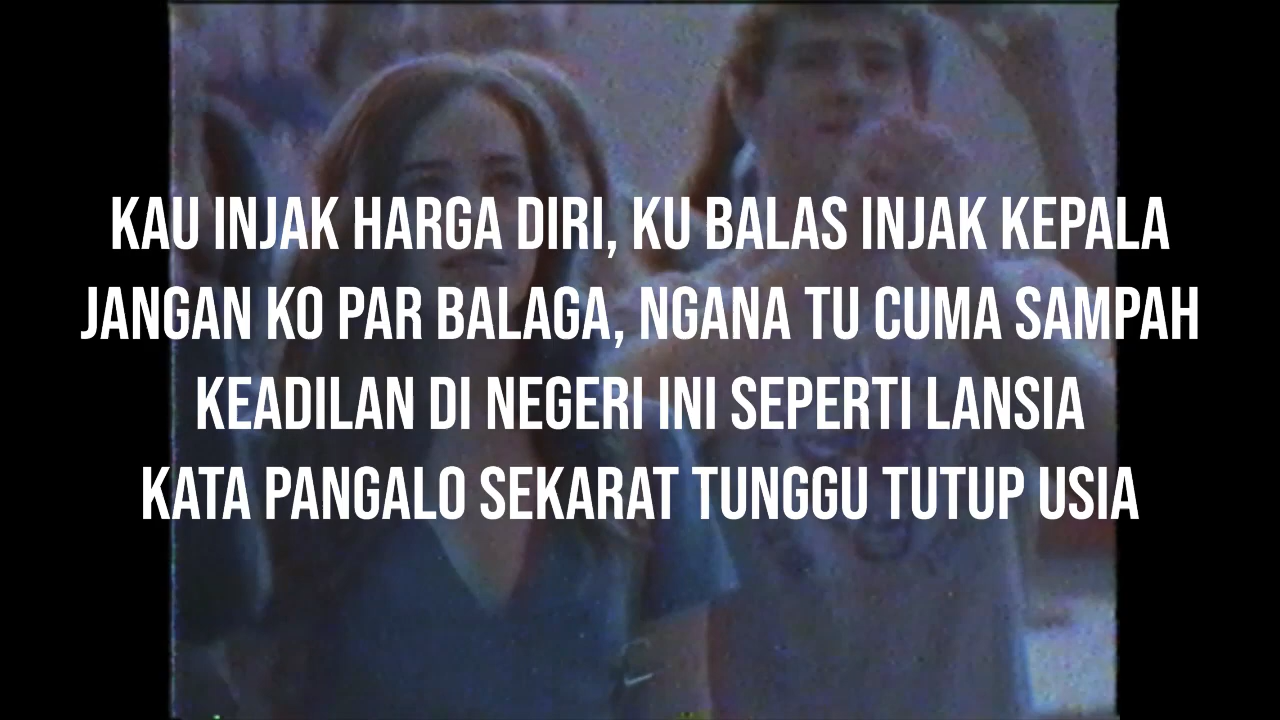 KAU INJAK HARGA DIRI, KU BALAS INJAK KEPALA
JANGAN KO PAR BALAGA, NGANA TU CUMA SAMPAH
KEADILAN DI NEGERI INI SEPERTI LANSIA
KATA PANGALO SEKARAT TUNGGU TUTUP USIA